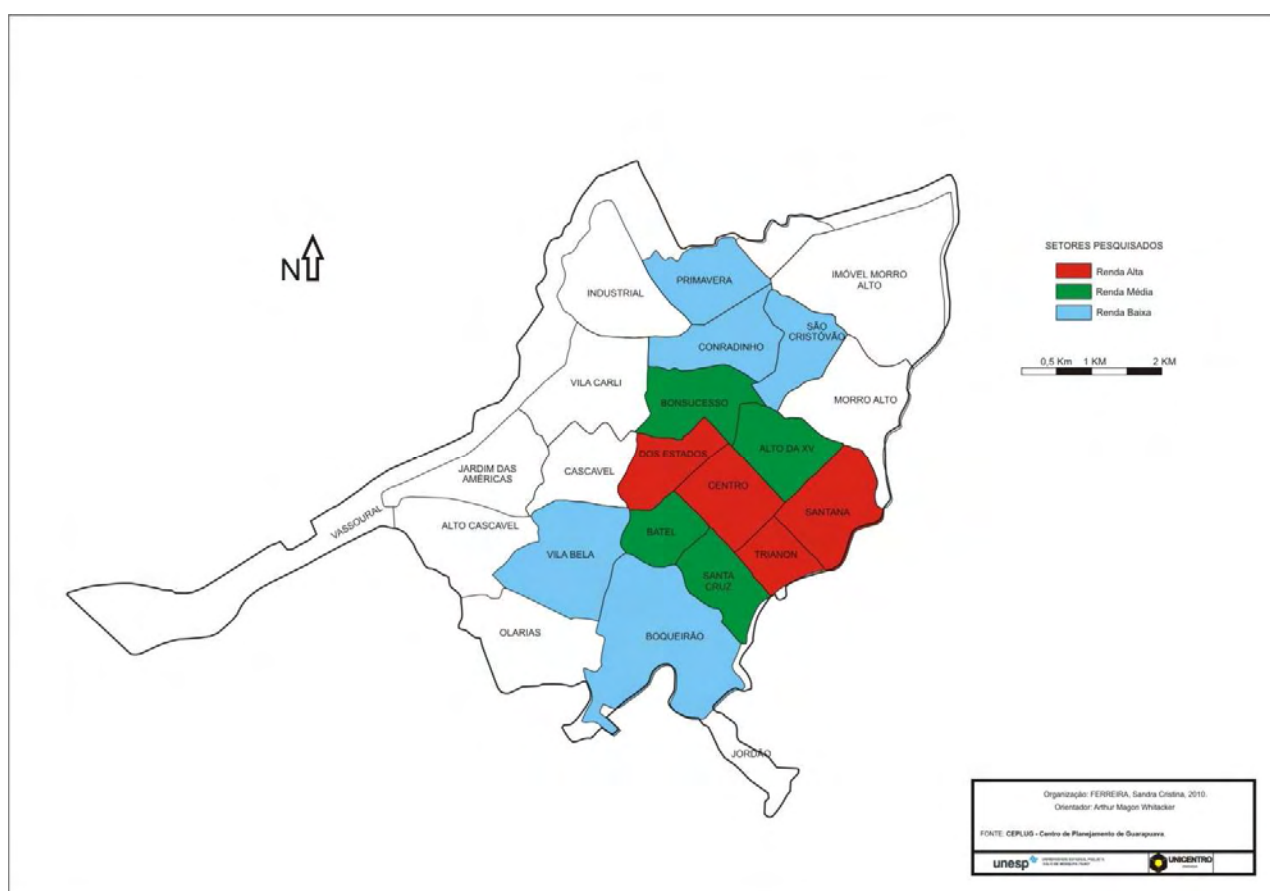 N
INDUSTRIAL
PRIMAVERA
IMÓVEL MORRO
ALTO
SÃO
CRISTÓVÃO
CONRADINHO
VILA CARLI
MORRO ALTO
BONSUCESSO
DOS ESTADOS
ALTO DA XV
CASCAVEL
JARDIM DAS
AMÉRICAS
CENTRO
SANTANA
VASSOURAL
ALTO CASCAVEL
VILA BELA
BATEL
TRIANON
SANTA
CRUZ
OLARIAS
BOQUEIRÃO
JORDÃO
SETORES PESQUISADOS
Renda Alta
Renda Média
Renda Baixa
0,5 Km 1 KM 2 KM
Organização: FERREIRA, Sandra Cristina, 2010.
Orientador: Arthur Magon Whitacker
FONTE: CEPLUG - Centro de Planejamento de Guarapuava.
unesp
UNICENTRO